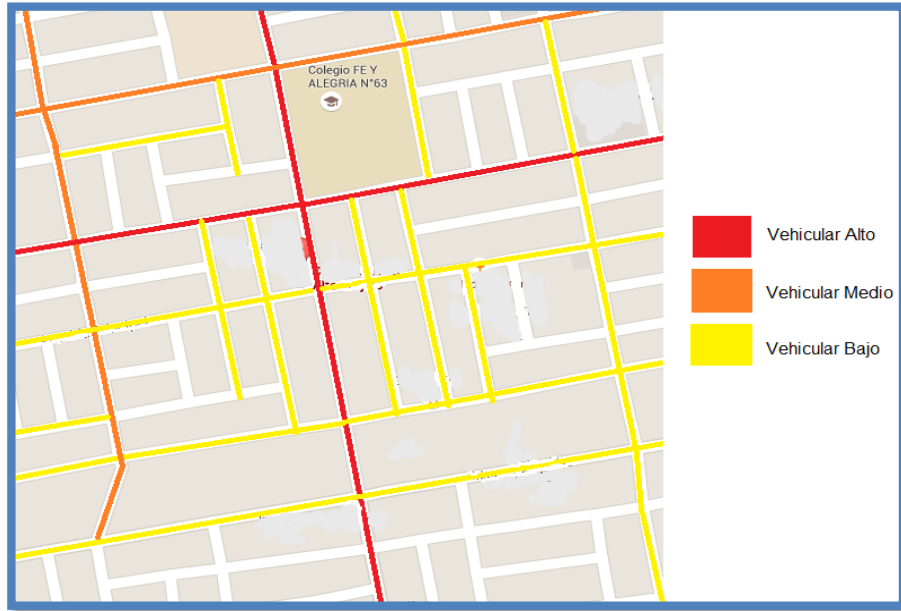 Colegio FE Y
ALEGRIA N°63
Vehicular Alto
Vehicular Medio
Vehicular Bajo